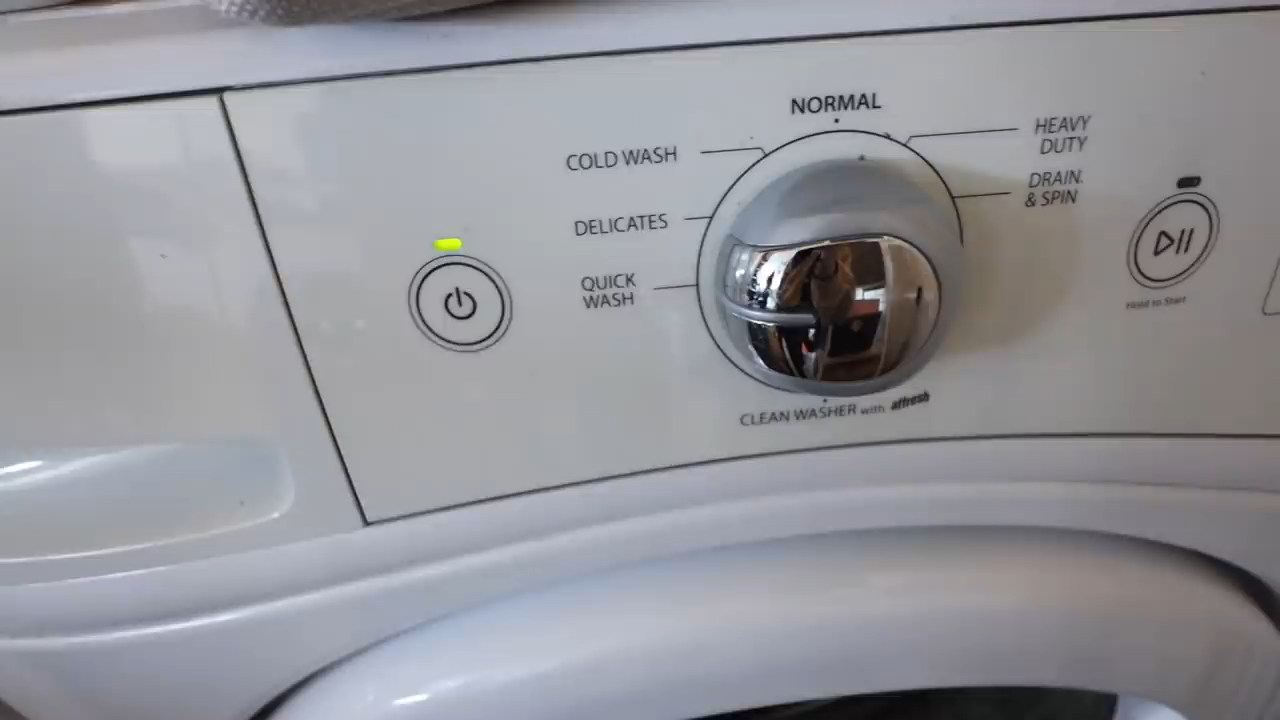 NORMAL
COLD WASH
HEAVY
DUTY
DELICATES
DRAIN
& SPIN
QUICK
WASH
Hold to Start
CLEAN WASHER with affresh